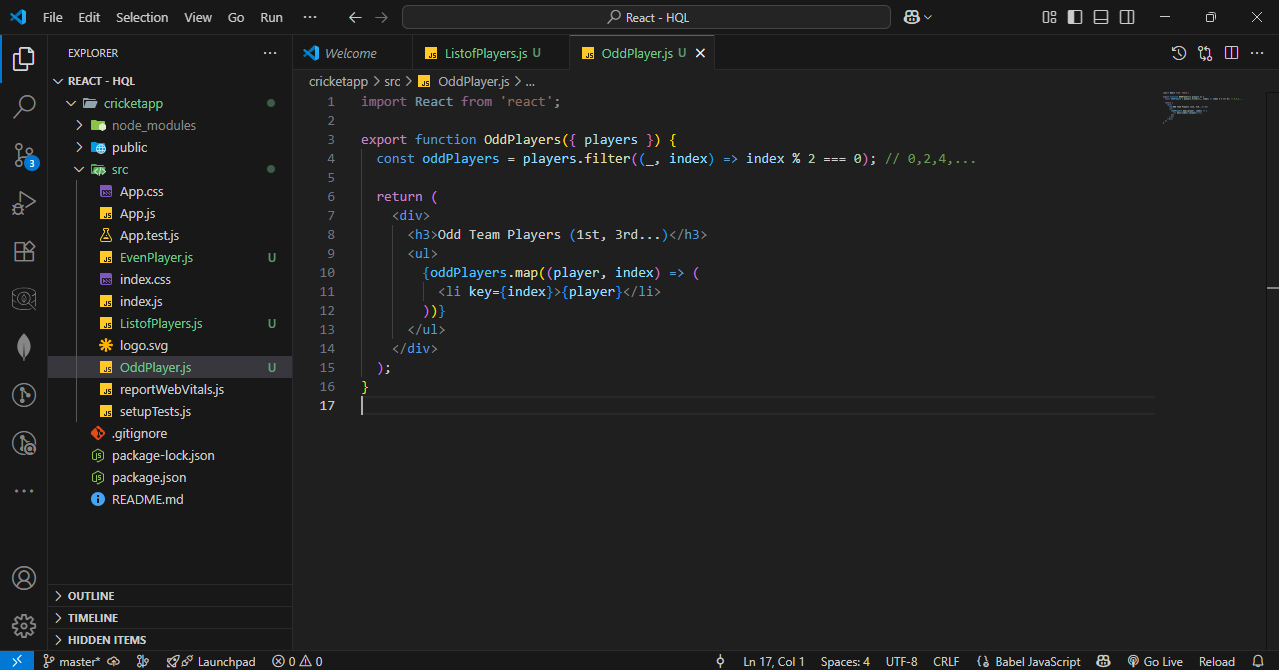 File Edit Selection View Go Run ··· React - HQL
EXPLORER ···
REACT - HQL
cricketapp
node_modules
public
src
App.css
App.js
App.test.js
EvenPlayer.js U
index.css
index.js
ListofPlayers.js U
logo.svg
OddPlayer.js U
reportWebVitals.js
setupTests.js
.gitignore
package-lock.json
package.json
README.md
OUTLINE
TIMELINE
HIDDEN ITEMS
3
Welcome ListofPlayers.js U OddPlayer.js U
cricketapp > src > JS OddPlayer.js > ...
1 import React from 'react';
2
3 export function OddPlayers({ players }) {
4 const oddPlayers = players.filter((_, index) => index % 2 === 0); // 0,2,4,...
5
6 return (
7 <div>
8 <h3>Odd Team Players (1st, 3rd...)</h3>
9 <ul>
10 {oddPlayers.map((player, index) => (
11 <li key={index}>{player}</li>
12 ))}
13 </ul>
14 </div>
15 );
16 }
17
master* Launchpad 0 0 Ln 17, Col 1 Spaces: 4 UTF-8 CRLF {} Babel JavaScript Go Live Reload